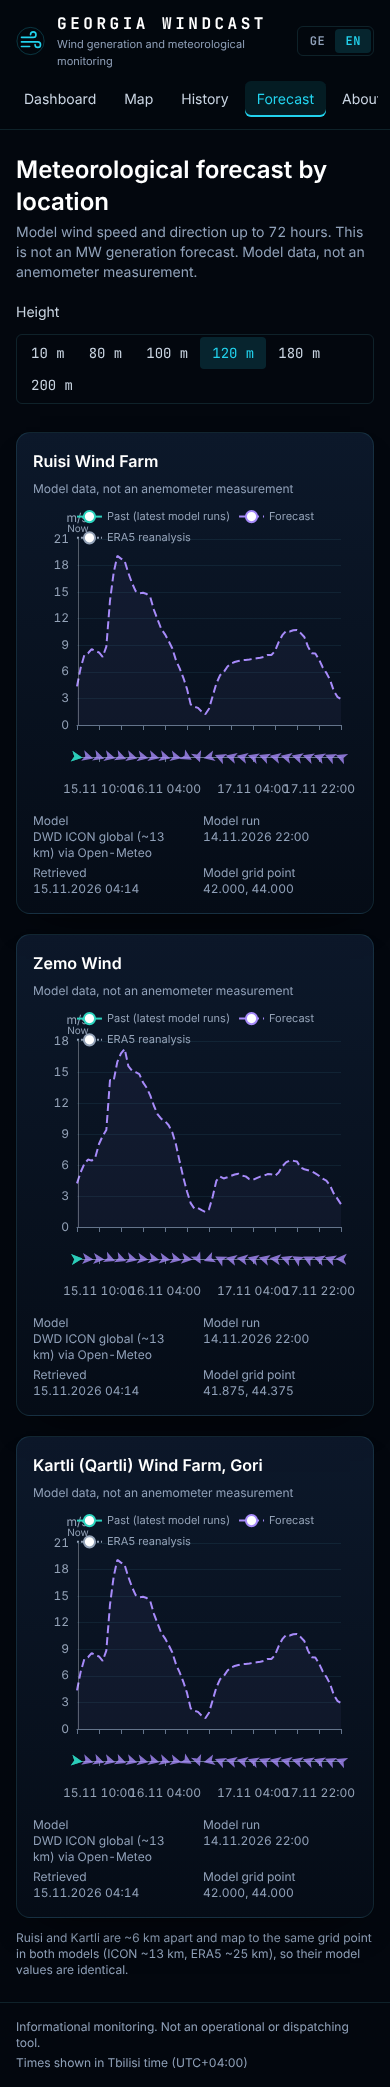 GEORGIA WINDCAST
Wind generation and meteorological
monitoring
GE EN
Dashboard Map History Forecast About
Meteorological forecast by
location
Model wind speed and direction up to 72 hours. This
is not an MW generation forecast. Model data, not an
anemometer measurement.
Height
10 m 80 m 100 m 120 m 180 m
200 m
Ruisi Wind Farm
Model data, not an anemometer measurement
m/s Past (latest model runs) Forecast
Now
ERA5 reanalysis
21
18
15
12
9
6
3
0
15.11 10:00 16.11 04:00 17.11 04:00 17.11 22:00
Model
DWD ICON global (~13
km) via Open-Meteo
Model run
14.11.2026 22:00
Retrieved
15.11.2026 04:14
Model grid point
42.000, 44.000
Zemo Wind
Model data, not an anemometer measurement
m/s Past (latest model runs) Forecast
Now
ERA5 reanalysis
18
15
12
9
6
3
0
15.11 10:00 16.11 04:00 17.11 04:00 17.11 22:00
Model
DWD ICON global (~13
km) via Open-Meteo
Model run
14.11.2026 22:00
Retrieved
15.11.2026 04:14
Model grid point
41.875, 44.375
Kartli (Qartli) Wind Farm, Gori
Model data, not an anemometer measurement
m/s Past (latest model runs) Forecast
Now
ERA5 reanalysis
21
18
15
12
9
6
3
0
15.11 10:00 16.11 04:00 17.11 04:00 17.11 22:00
Model
DWD ICON global (~13
km) via Open-Meteo
Model run
14.11.2026 22:00
Retrieved
15.11.2026 04:14
Model grid point
42.000, 44.000
Ruisi and Kartli are ~6 km apart and map to the same grid point
in both models (ICON ~13 km, ERA5 ~25 km), so their model
values are identical.
Informational monitoring. Not an operational or dispatching
tool.
Times shown in Tbilisi time (UTC+04:00)